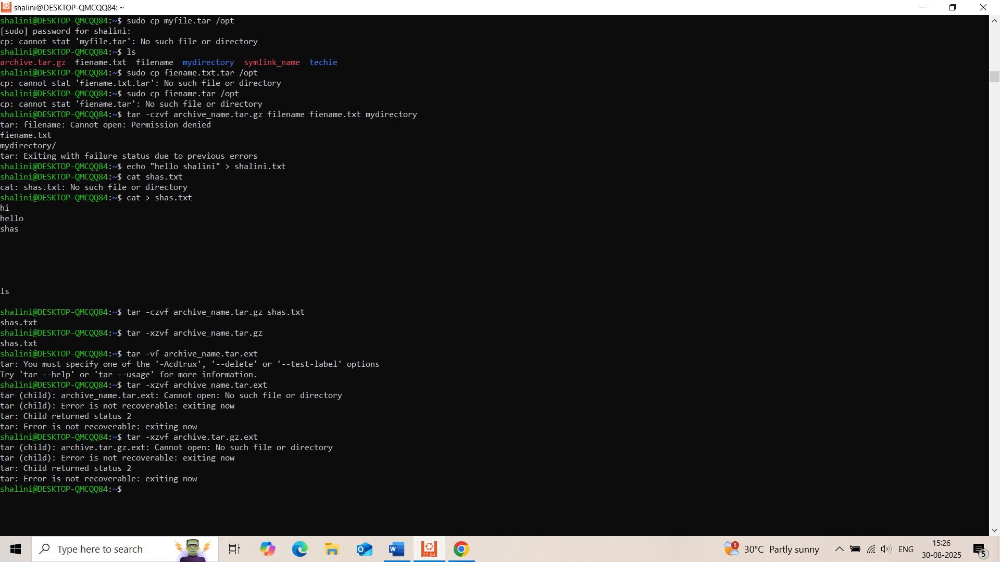 shalini@DESKTOP-QMCQQ84: ~
shalini@DESKTOP-QMCQQ84:~$ sudo cp myfile.tar /opt
[sudo] password for shalini:
cp: cannot stat 'myfile.tar': No such file or directory
shalini@DESKTOP-QMCQQ84:~$ ls
archive.tar.gz  fiename.txt  filename  mydirectory  symlink_name  techie
shalini@DESKTOP-QMCQQ84:~$ sudo cp fiename.txt.tar /opt
cp: cannot stat 'fiename.txt.tar': No such file or directory
shalini@DESKTOP-QMCQQ84:~$ sudo cp fiename.tar /opt
cp: cannot stat 'fiename.tar': No such file or directory
shalini@DESKTOP-QMCQQ84:~$ tar -czvf archive_name.tar.gz filename fiename.txt mydirectory
tar: filename: Cannot open: Permission denied
fiename.txt
mydirectory/
tar: Exiting with failure status due to previous errors
shalini@DESKTOP-QMCQQ84:~$ echo "hello shalini" > shalini.txt
shalini@DESKTOP-QMCQQ84:~$ cat shas.txt
cat: shas.txt: No such file or directory
shalini@DESKTOP-QMCQQ84:~$ cat > shas.txt
hi
hello
shas
ls
shalini@DESKTOP-QMCQQ84:~$ tar -czvf archive_name.tar.gz shas.txt
shas.txt
shalini@DESKTOP-QMCQQ84:~$ tar -xzvf archive_name.tar.gz
shas.txt
shalini@DESKTOP-QMCQQ84:~$ tar -vf archive_name.tar.ext
tar: You must specify one of the '-Acdtrux', '--delete' or '--test-label' options
Try 'tar --help' or 'tar --usage' for more information.
shalini@DESKTOP-QMCQQ84:~$ tar -xzvf archive_name.tar.ext
tar (child): archive_name.tar.ext: Cannot open: No such file or directory
tar (child): Error is not recoverable: exiting now
tar: Child returned status 2
tar: Error is not recoverable: exiting now
shalini@DESKTOP-QMCQQ84:~$ tar -xzvf archive.tar.gz.ext
tar (child): archive.tar.gz.ext: Cannot open: No such file or directory
tar (child): Error is not recoverable: exiting now
tar: Child returned status 2
tar: Error is not recoverable: exiting now
shalini@DESKTOP-QMCQQ84:~$
Type here to search
22.04
5
30°C  Partly sunny
ENG
15:26
30-08-2025
5